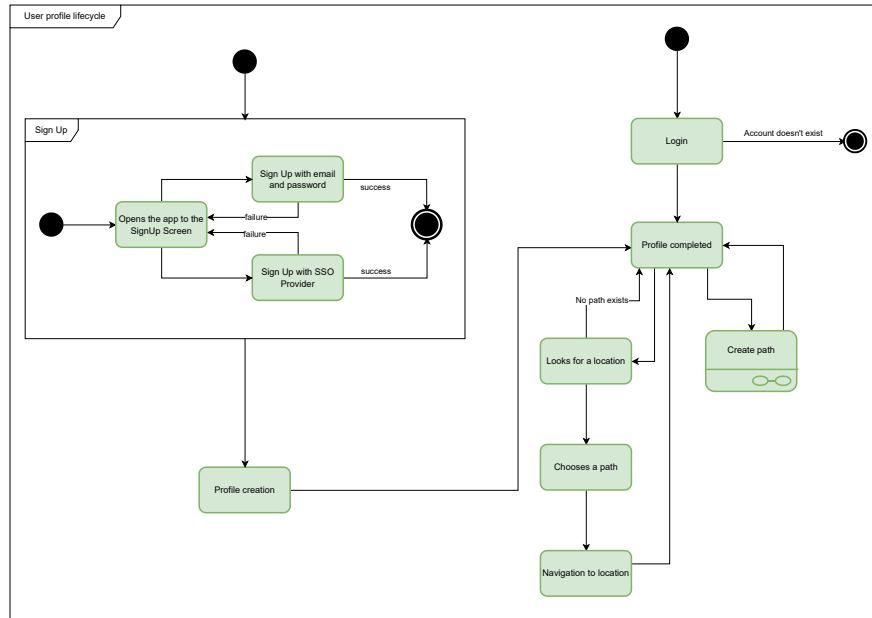 User profile lifecycle
Sign Up
Sign Up with email
and password
success
Opens the app to the
SignUp Screen
failure
failure
Sign Up with SSO
Provider
success
Profile creation
Login
Account doesn't exist
Profile completed
No path exists
Looks for a location
Create path
Chooses a path
Navigation to location